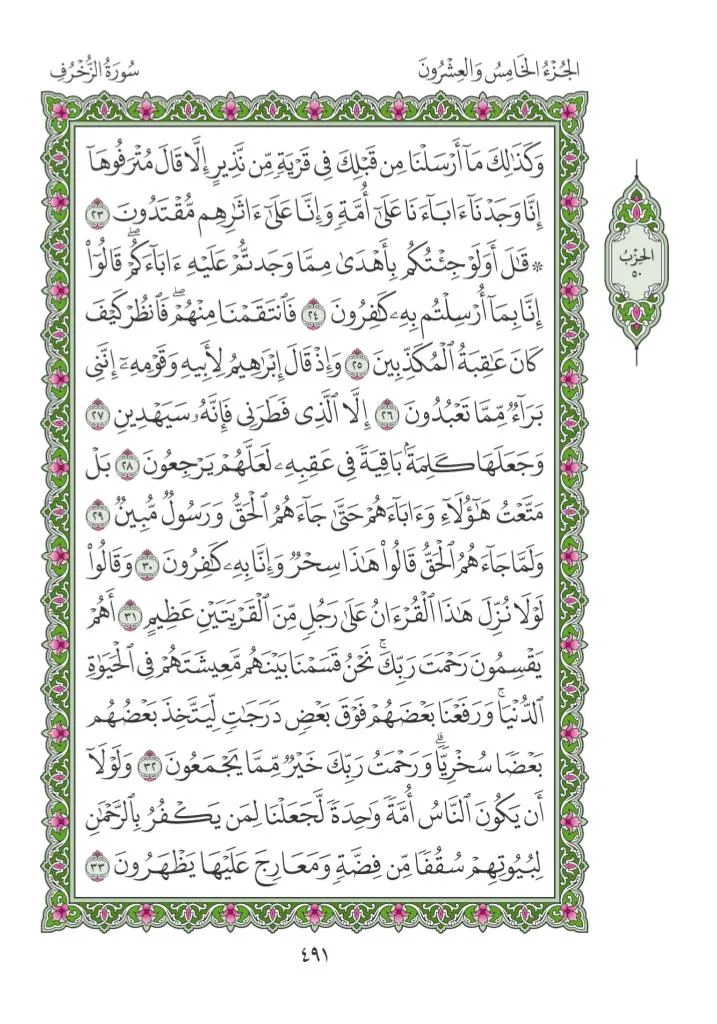 الجُزْءُ الخَامِسُ وَالعِشْرُونَ
سُورَةُ الزُّخْرُفِ
وَكَذَٰلِكَ مَآ أَرْسَلْنَا مِن قَبْلِكَ فِى قَرْيَةٍ مِّن نَّذِيرٍ إِلَّا قَالَ مُتْرَفُوهَآ
إِنَّا وَجَدْنَآ ءَابَآءَنَا عَلَىٰٓ أُمَّةٍ وَإِنَّا عَلَىٰٓ ءَاثَٰرِهِم مُّقْتَدُونَ ٢٣
۞ قَٰلَ أَوَلَوْ جِئْتُكُم بِأَهْدَىٰ مِمَّا وَجَدتُّمْ عَلَيْهِ ءَابَآءَكُمْۖ قَالُوٓا۟
إِنَّا بِمَآ أُرْسِلْتُم بِهِۦ كَٰفِرُونَ ٢٤ فَٱنتَقَمْنَا مِنْهُمْۖ فَٱنظُرْ كَيْفَ
كَانَ عَٰقِبَةُ ٱلْمُكَذِّبِينَ ٢٥ وَإِذْ قَالَ إِبْرَٰهِيمُ لِأَبِيهِ وَقَوْمِهِۦٓ إِنَّنِى
بَرَآءٌ مِّمَّا تَعْبُدُونَ ٢٦ إِلَّا ٱلَّذِى فَطَرَنِى فَإِنَّهُۥ سَيَهْدِينِ ٢٧
وَجَعَلَهَا كَلِمَةًۢ بَاقِيَةً فِى عَقِبِهِۦ لَعَلَّهُمْ يَرْجِعُونَ ٢٨ بَلْ
مَتَّعْتُ هَٰٓؤُلَآءِ وَءَابَآءَهُمْ حَتَّىٰ جَآءَهُمُ ٱلْحَقُّ وَرَسُولٌ مُّبِينٌ ٢٩
وَلَمَّا جَآءَهُمُ ٱلْحَقُّ قَالُوا۟ هَٰذَا سِحْرٌ وَإِنَّا بِهِۦ كَٰفِرُونَ ٣٠ وَقَالُوا۟
لَوْلَا نُزِّلَ هَٰذَا ٱلْقُرْءَانُ عَلَىٰ رَجُلٍ مِّنَ ٱلْقَرْيَتَيْنِ عَظِيمٍ ٣١ أَهُمْ
يَقْسِمُونَ رَحْمَتَ رَبِّكَۚ نَحْنُ قَسَمْنَا بَيْنَهُم مَّعِيشَتَهُمْ فِى ٱلْحَيَوٰةِ
ٱلدُّنْيَاۚ وَرَفَعْنَا بَعْضَهُمْ فَوْقَ بَعْضٍ دَرَجَٰتٍ لِّيَتَّخِذَ بَعْضُهُم
بَعْضًا سُخْرِيًّاۗ وَرَحْمَتُ رَبِّكَ خَيْرٌ مِّمَّا يَجْمَعُونَ ٣٢ وَلَوْلَآ
أَن يَكُونَ ٱلنَّاسُ أُمَّةً وَٰحِدَةً لَّجَعَلْنَا لِمَن يَكْفُرُ بِٱلرَّحْمَٰنِ
لِبُيُوتِهِمْ سُقُفًا مِّن فِضَّةٍ وَمَعَارِجَ عَلَيْهَا يَظْهَرُونَ ٣٣
الحِزْبُ
٥٠
٤٩١